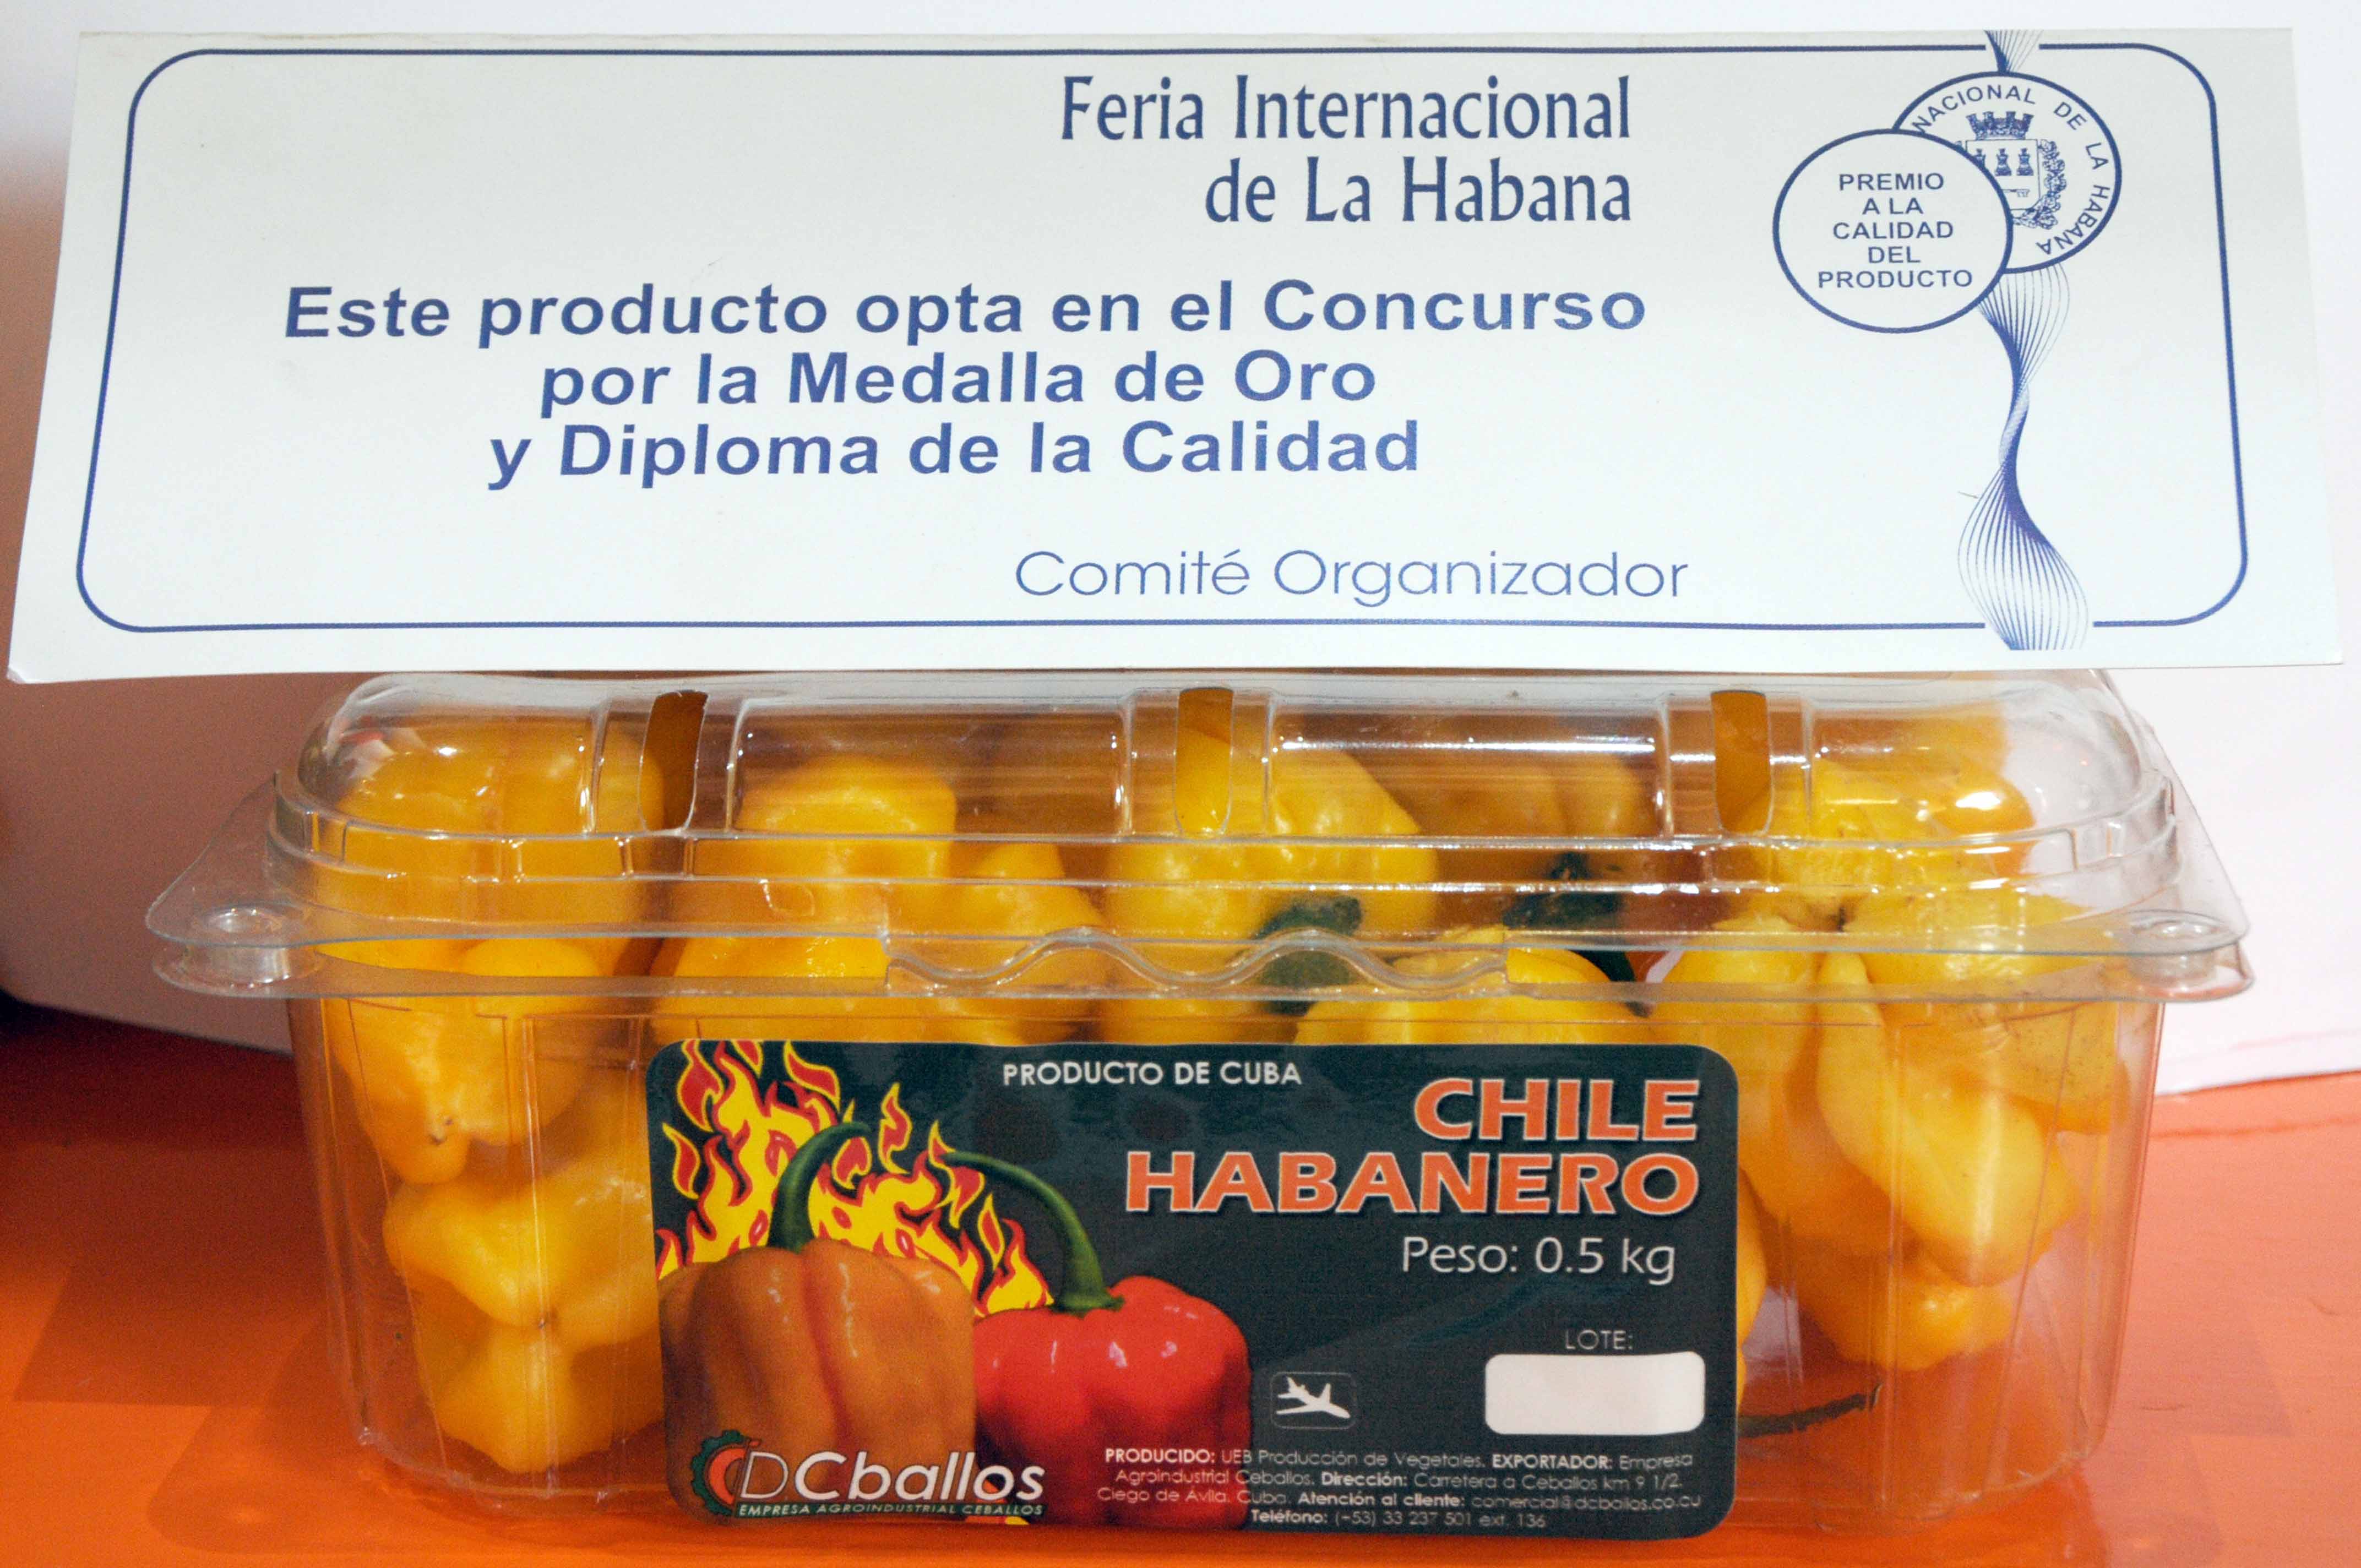 Feria Internacional
de La Habana
NACIONAL DE LA HABANA
PREMIO
A LA
CALIDAD
DEL
PRODUCTO
Este producto opta en el Concurso
por la Medalla de Oro
y Diploma de la Calidad
Comité Organizador
PRODUCTO DE CUBA
CHILE
HABANERO
Peso: 0.5 kg
LOTE:
DCballos
EMPRESA AGROINDUSTRIAL CEBALLOS
PRODUCIDO: UEB Producción de Vegetales. EXPORTADOR: Empresa
Agroindustrial Ceballos. Dirección: Carretera a Ceballos km 9 1/2.
Ciego de Ávila. Cuba. Atención al cliente: comercial@dcballos.co.cu
Teléfono: (+53) 33 237 501 ext. 136